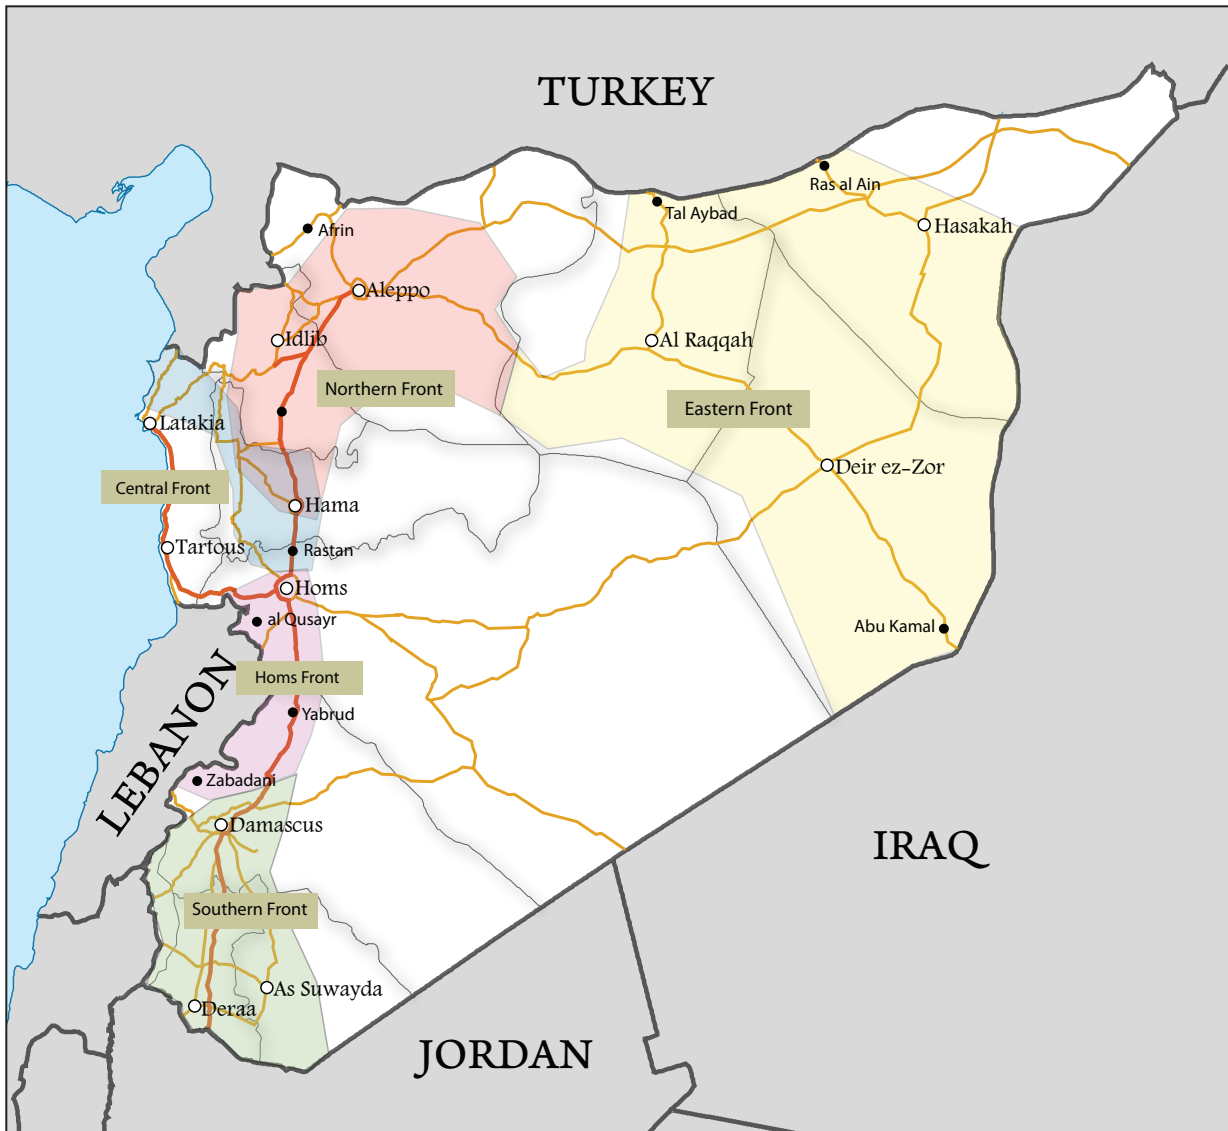 TURKEY
Ras al Ain
Tal Aybad
Hasakah
Afrin
Aleppo
Idlib
Al Raqqah
Northern Front
Eastern Front
Latakia
Deir ez-Zor
Central Front
Hama
Tartous
Rastan
Homs
al Qusayr
Abu Kamal
Homs Front
LEBANON
Yabrud
Zabadani
Damascus
IRAQ
Southern Front
As Suwayda
Deraa
JORDAN